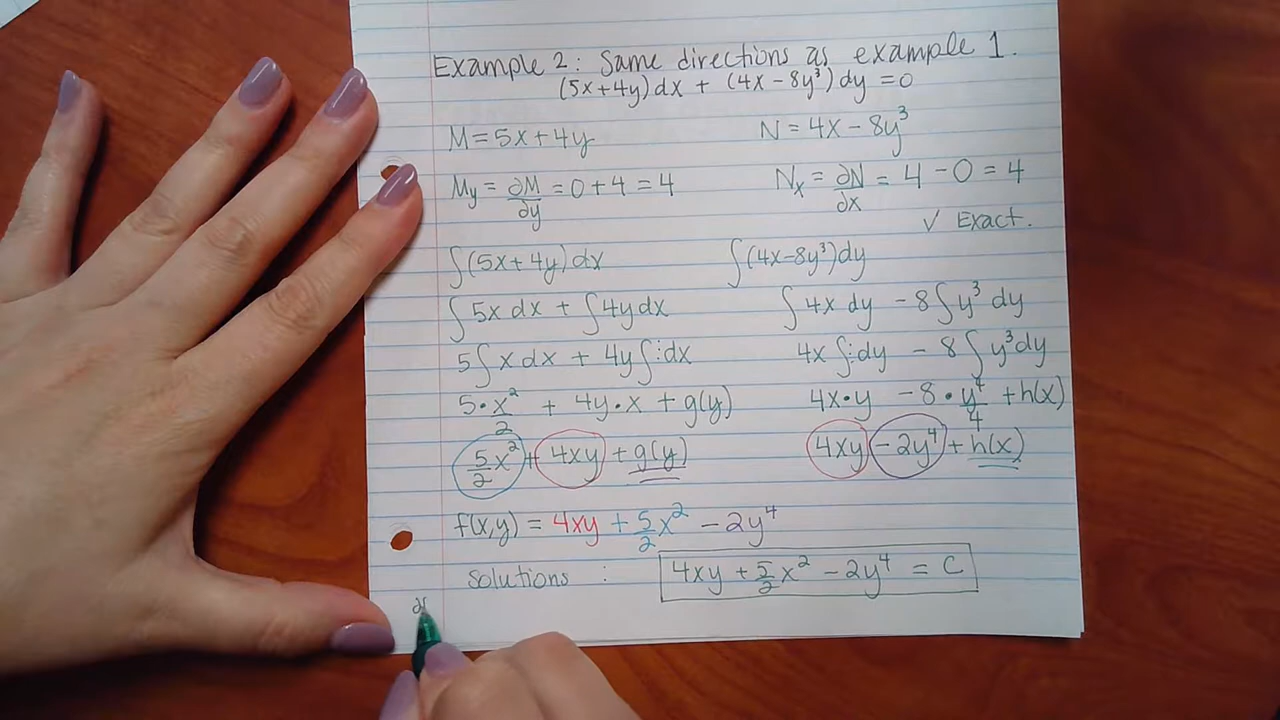 Example 2: Same directions as example 1.
(5x+4y)dx + (4x-8y³)dy = 0
M = 5x+4y N = 4x - 8y³
My = ∂M/∂y = 0+4 = 4 Nx = ∂N/∂x = 4 - 0 = 4
✓ Exact.
∫(5x+4y)dx ∫(4x-8y³)dy
∫5x dx + ∫4y dx ∫4x dy - 8∫y³ dy
5∫x dx + 4y∫1dx 4x∫1dy - 8∫y³dy
5·x²/2 + 4y·x + g(y) 4x·y - 8·y⁴/4 + h(x)
5/2x² + 4xy + g(y) 4xy - 2y⁴ + h(x)
f(x,y) = 4xy + 5/2x² - 2y⁴
Solutions : 4xy + 5/2x² - 2y⁴ = C